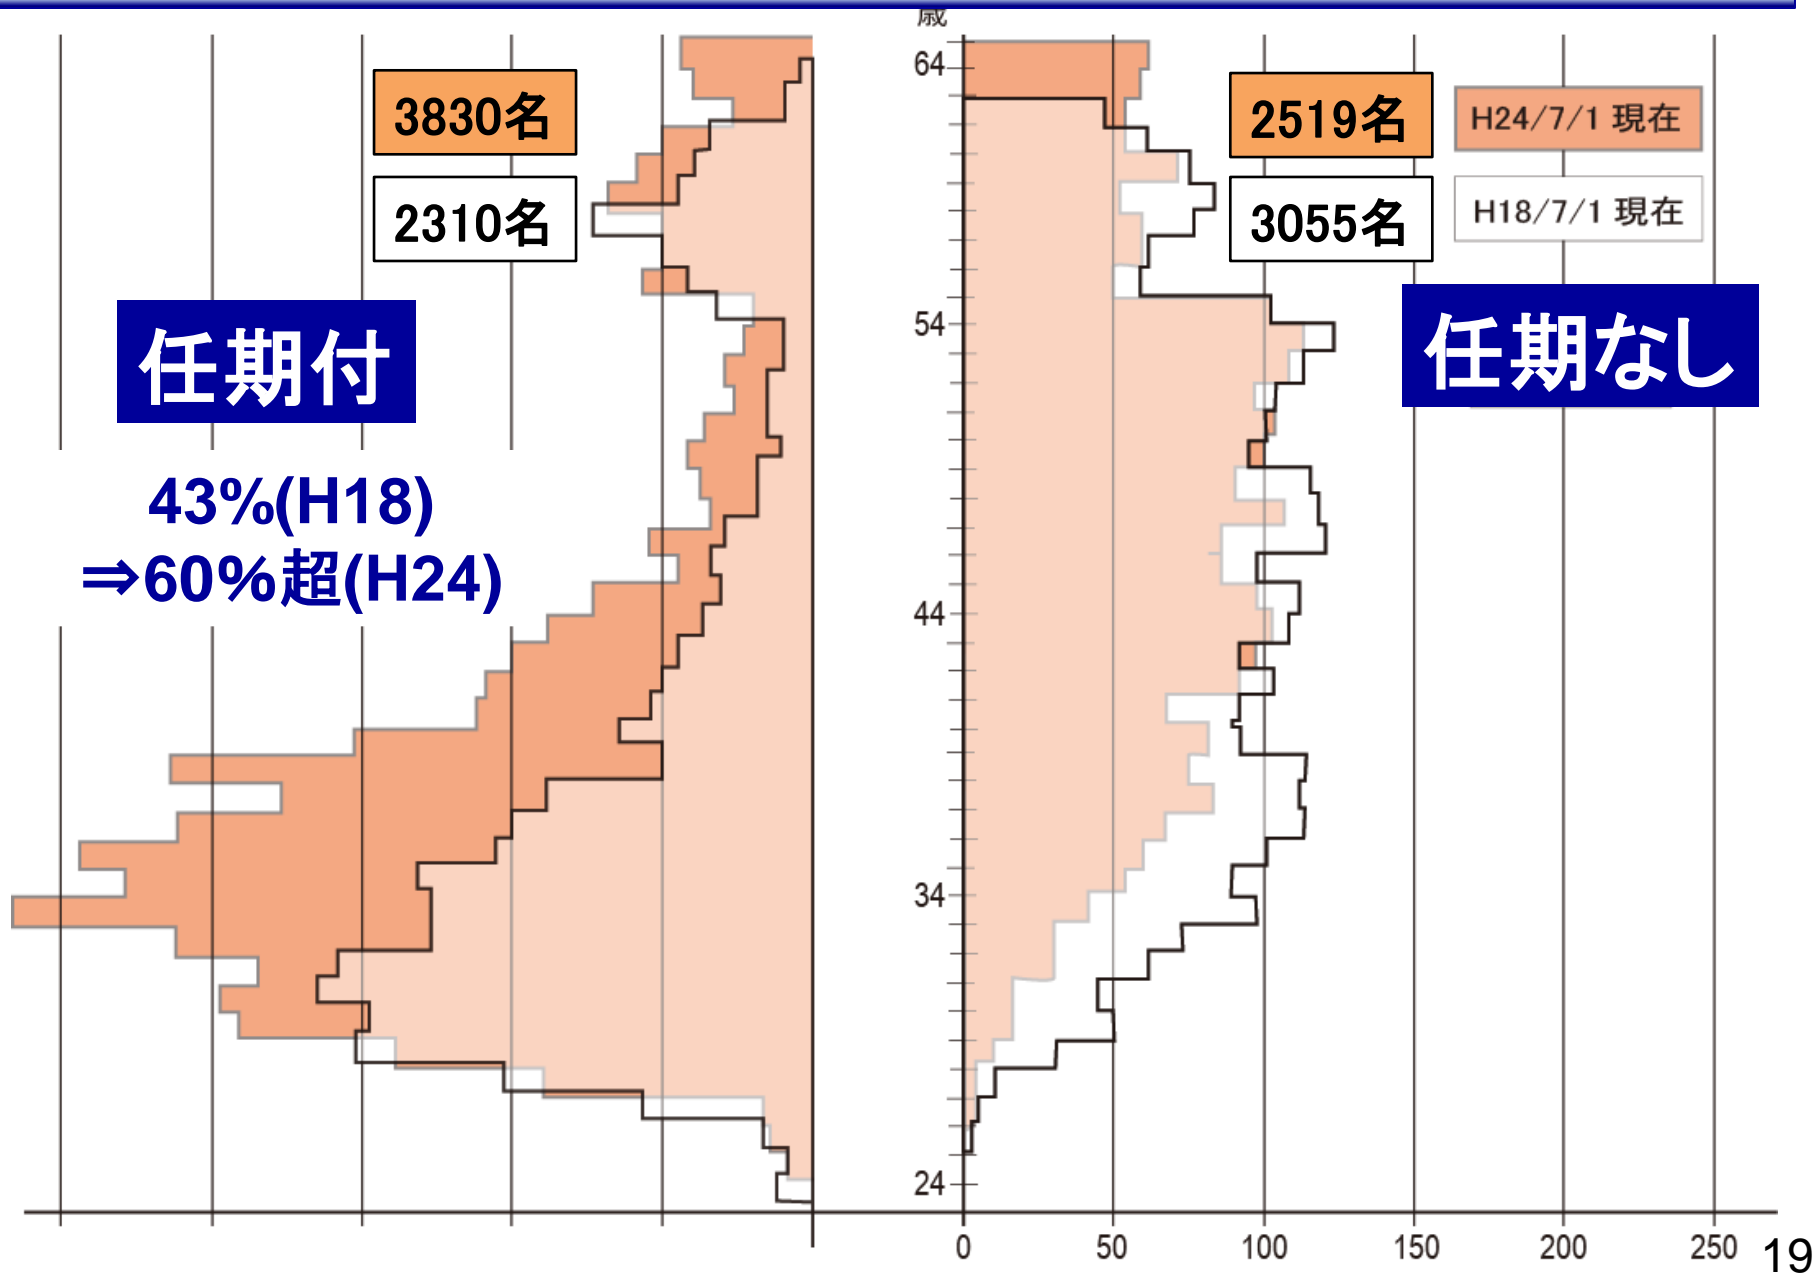 歳
64
54
44
34
24
3830名
2310名
任期付
43%(H18)
⇒60%超(H24)
2519名
3055名
H24/7/1 現在
H18/7/1 現在
任期なし
0 50 100 150 200 250
19